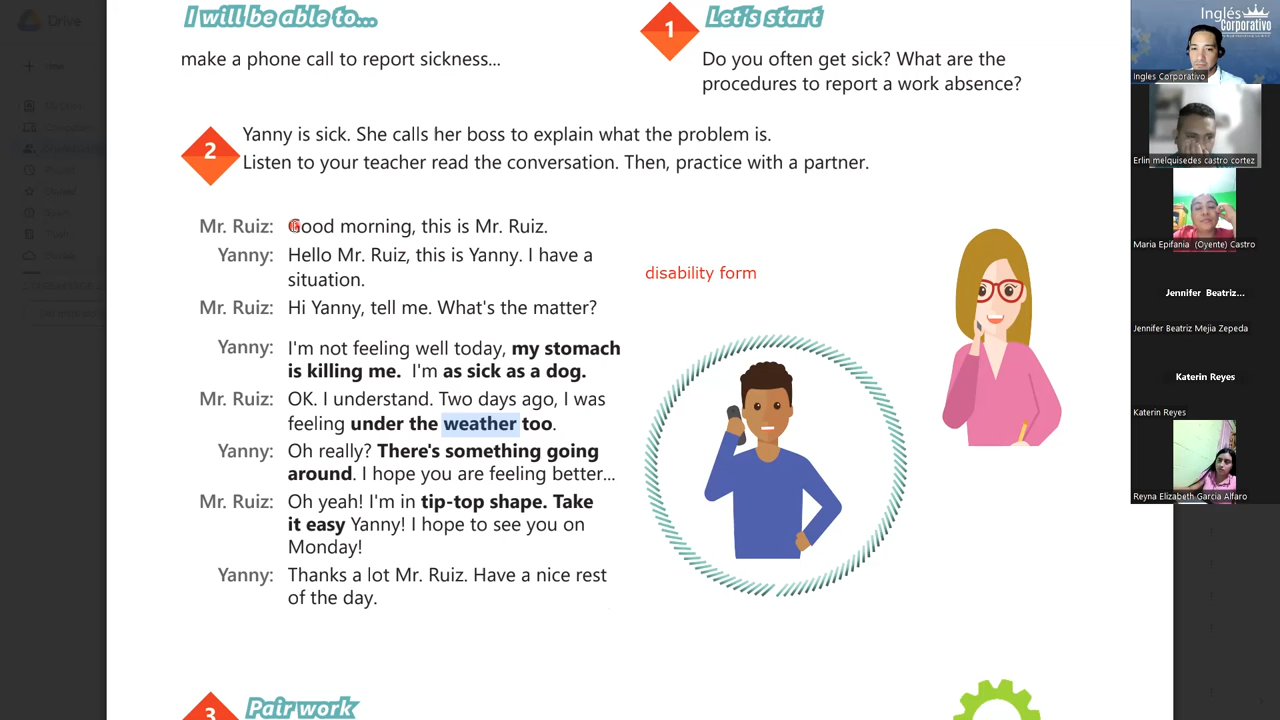 I will be able to...
make a phone call to report sickness...
1
Let's start
Do you often get sick? What are the
procedures to report a work absence?
2
Yanny is sick. She calls her boss to explain what the problem is.
Listen to your teacher read the conversation. Then, practice with a partner.
Mr. Ruiz: Good morning, this is Mr. Ruiz.
Yanny: Hello Mr. Ruiz, this is Yanny. I have a
situation.
Mr. Ruiz: Hi Yanny, tell me. What's the matter?
Yanny: I'm not feeling well today, my stomach
is killing me. I'm as sick as a dog.
Mr. Ruiz: OK. I understand. Two days ago, I was
feeling under the weather too.
Yanny: Oh really? There's something going
around. I hope you are feeling better...
Mr. Ruiz: Oh yeah! I'm in tip-top shape. Take
it easy Yanny! I hope to see you on
Monday!
Yanny: Thanks a lot Mr. Ruiz. Have a nice rest
of the day.
disability form
3
Pair work
Drive
Inglés
Corporativo
Ingles Corporativo
Erlin melquisedes castro cortez
Maria Epifania (Oyente) Castro
Jennifer Beatriz...
Jennifer Beatriz Mejia Zepeda
Katerin Reyes
Katerin Reyes
Reyna Elizabeth Garcia Alfaro